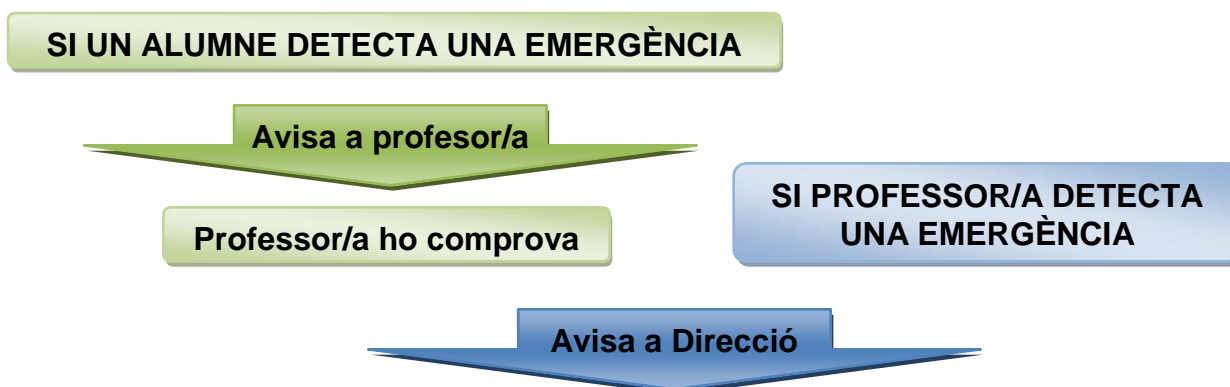 SI UN ALUMNE DETECTA UNA EMERGÈNCIA
Avisa a profesor/a
Professor/a ho comprova
SI PROFESSOR/A DETECTA
UNA EMERGÈNCIA
Avisa a Direcció